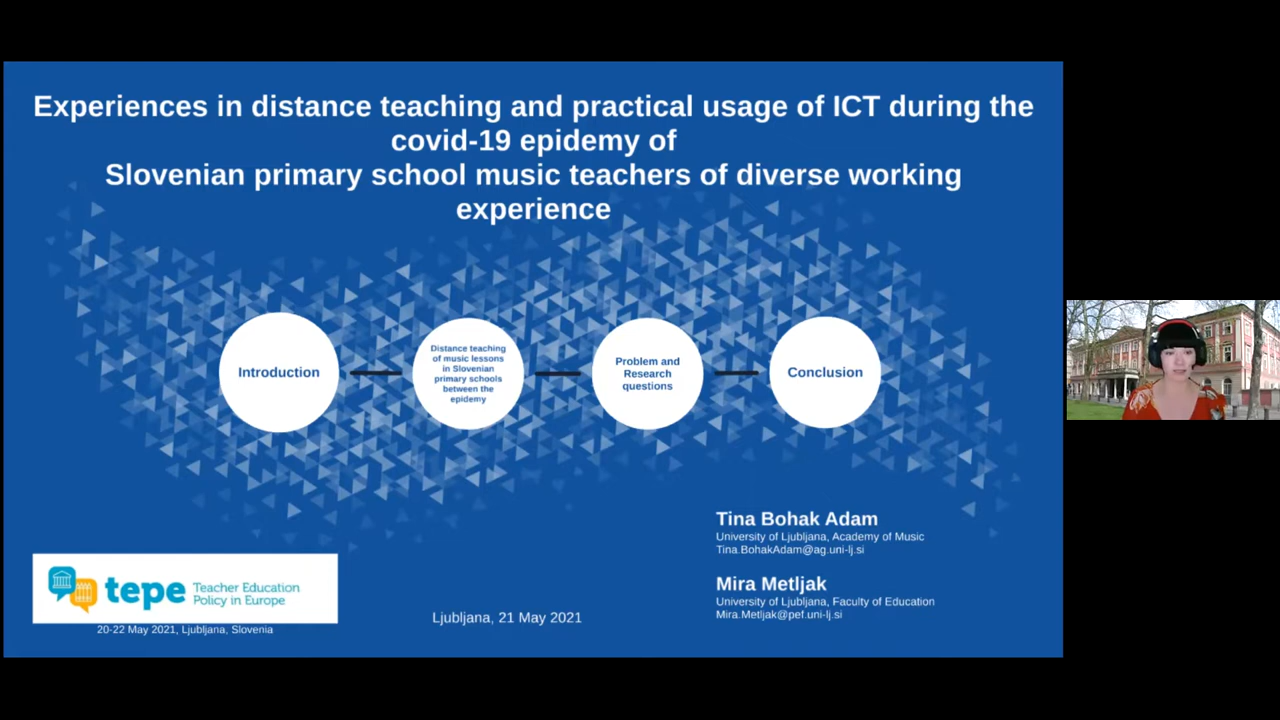 Experiences in distance teaching and practical usage of ICT during the
covid-19 epidemy of
Slovenian primary school music teachers of diverse working
experience
Introduction
Distance teaching
of music lessons
in Slovenian
primary schools
between the
epidemy
Problem and
Research
questions
Conclusion
Tina Bohak Adam
University of Ljubljana, Academy of Music
Tina.BohakAdam@ag.uni-lj.si
Mira Metljak
University of Ljubljana, Faculty of Education
Mira.Metljak@pef.uni-lj.si
tepe
Teacher Education
Policy in Europe
20-22 May 2021, Ljubljana, Slovenia
Ljubljana, 21 May 2021